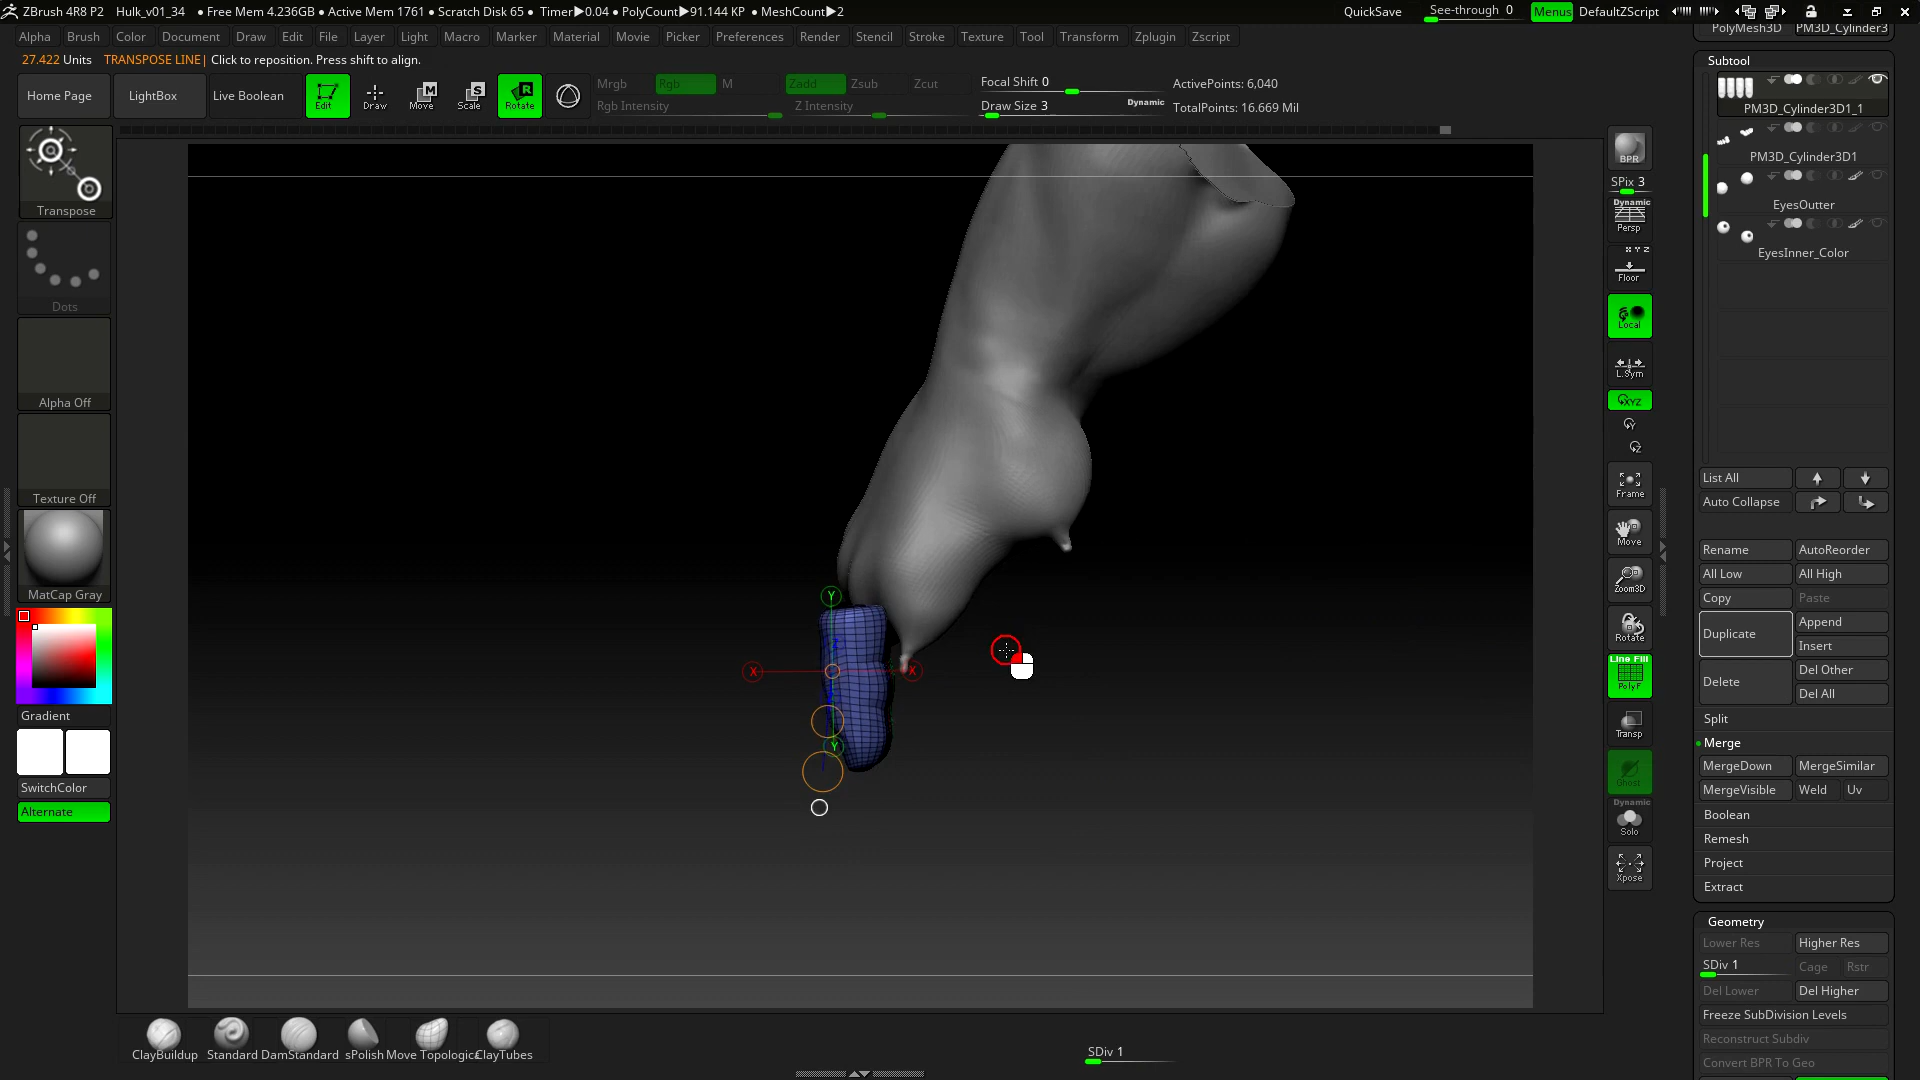 ZBrush 4R8 P2 Hulk_v01_34 ● Free Mem 4.236GB ● Active Mem 1761 ● Scratch Disk 65 ● Timer▶0.04 ● PolyCount▶91.144 KP ● MeshCount▶2 QuickSave See-through 0 Menus DefaultZScript
Alpha Brush Color Document Draw Edit File Layer Light Macro Marker Material Movie Picker Preferences Render Stencil Stroke Texture Tool Transform Zplugin Zscript
27.422 Units TRANSPOSE LINE| Click to reposition. Press shift to align.
Home Page LightBox Live Boolean Edit Draw Move Scale Rotate
Mrgb Rgb M Zadd Zsub Zcut Focal Shift 0 ActivePoints: 6,040
Rgb Intensity Z Intensity Draw Size 3 Dynamic TotalPoints: 16.669 Mil
Transpose
Dots
Alpha Off
Texture Off
MatCap Gray
Gradient
SwitchColor
Alternate
Y
X
X
Z
Y
BPR
SPix 3
Dynamic
Persp
X Y Z
Floor
Local
L.Sym
XYZ
Y
Z
Frame
Move
Zoom3D
Rotate
Line Fill
PolyF
Transp
Ghost
Dynamic
Solo
Xpose
PolyMesh3D PM3D_Cylinder3
Subtool
PM3D_Cylinder3D1_1
PM3D_Cylinder3D1
EyesOutter
EyesInner_Color
List All
Auto Collapse
Rename AutoReorder
All Low All High
Copy Paste
Duplicate Append
Insert
Delete Del Other
Del All
Split
Merge
MergeDown MergeSimilar
MergeVisible Weld Uv
Boolean
Remesh
Project
Extract
Geometry
Lower Res Higher Res
SDiv 1 Cage Rstr
Del Lower Del Higher
Freeze SubDivision Levels
Reconstruct Subdiv
Convert BPR To Geo
ClayBuildup Standard DamStandard sPolish Move Topologica ClayTubes
SDiv 1